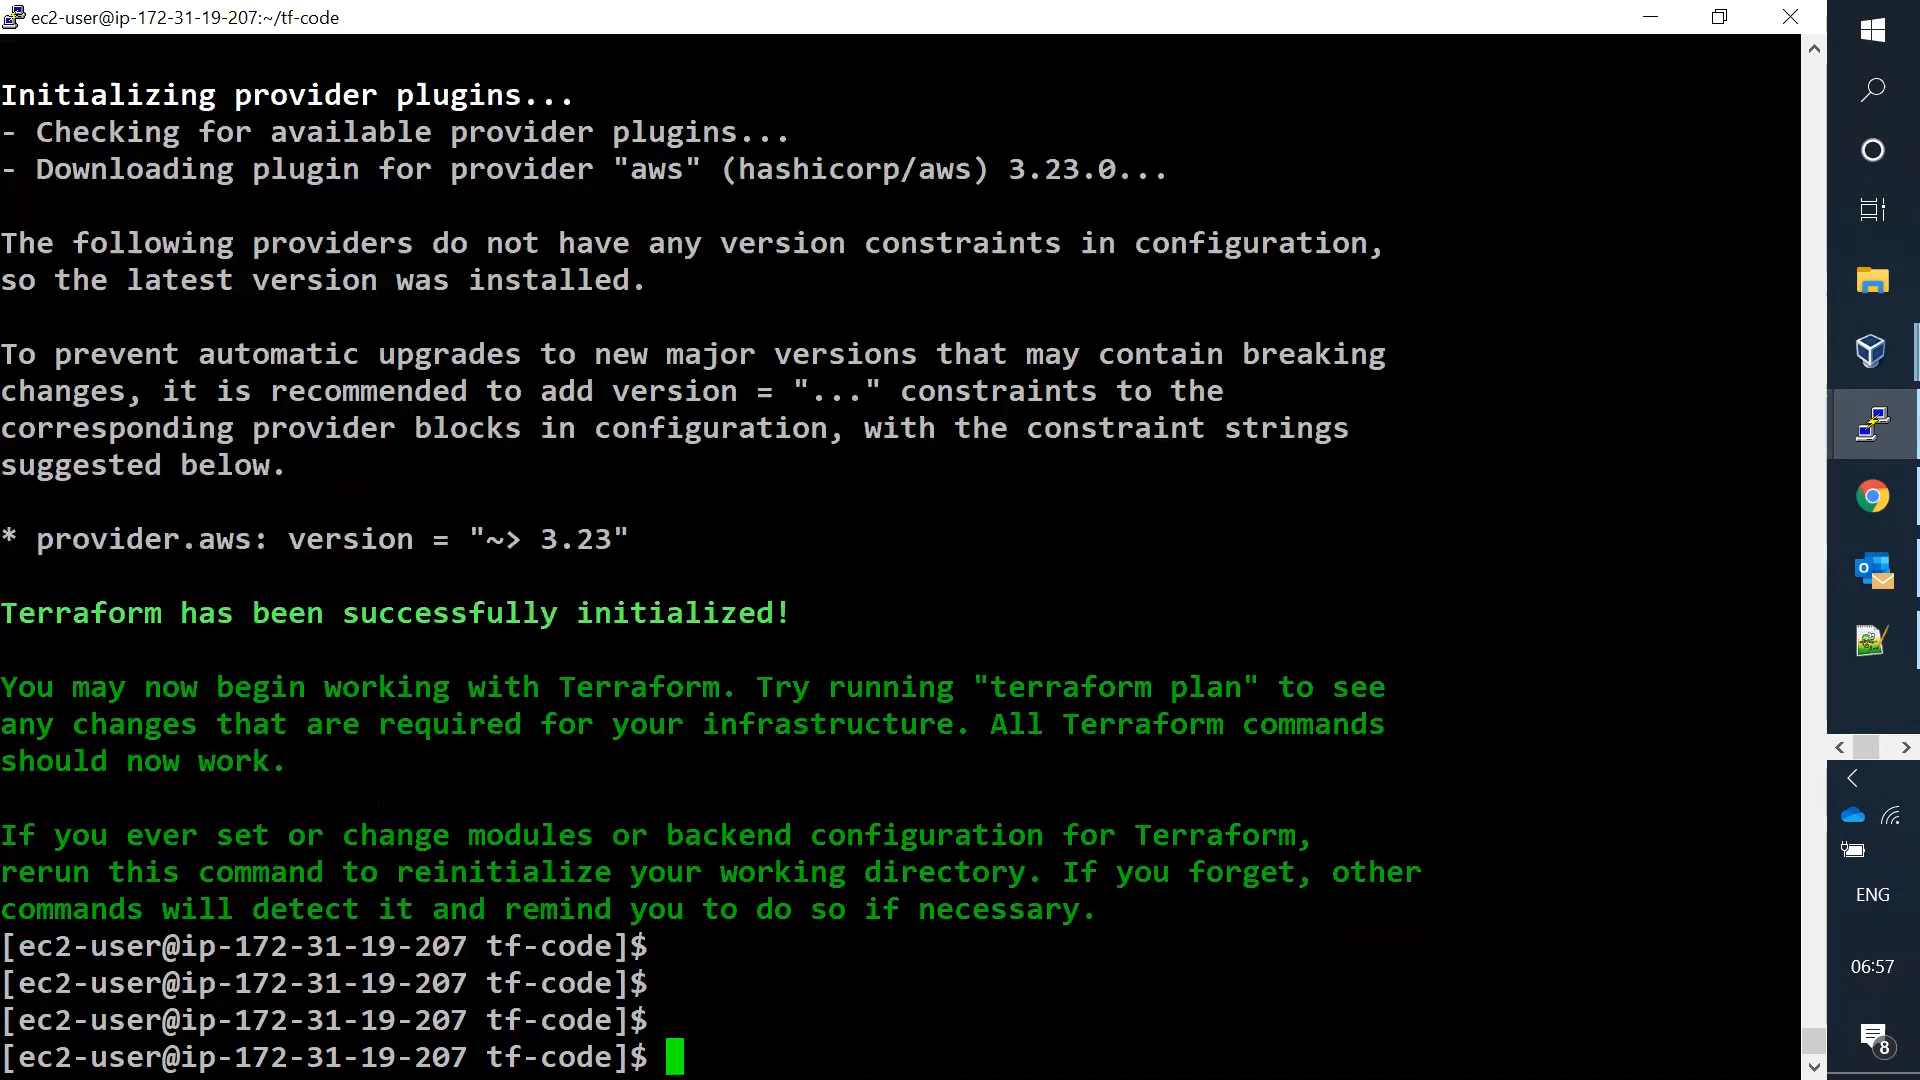 ec2-user@ip-172-31-19-207:~/tf-code
Initializing provider plugins...
- Checking for available provider plugins...
- Downloading plugin for provider "aws" (hashicorp/aws) 3.23.0...
The following providers do not have any version constraints in configuration,
so the latest version was installed.
To prevent automatic upgrades to new major versions that may contain breaking
changes, it is recommended to add version = "..." constraints to the
corresponding provider blocks in configuration, with the constraint strings
suggested below.
* provider.aws: version = "~> 3.23"
Terraform has been successfully initialized!
You may now begin working with Terraform. Try running "terraform plan" to see
any changes that are required for your infrastructure. All Terraform commands
should now work.
If you ever set or change modules or backend configuration for Terraform,
rerun this command to reinitialize your working directory. If you forget, other
commands will detect it and remind you to do so if necessary.
[ec2-user@ip-172-31-19-207 tf-code]$
[ec2-user@ip-172-31-19-207 tf-code]$
[ec2-user@ip-172-31-19-207 tf-code]$
[ec2-user@ip-172-31-19-207 tf-code]$
ENG
06:57
8